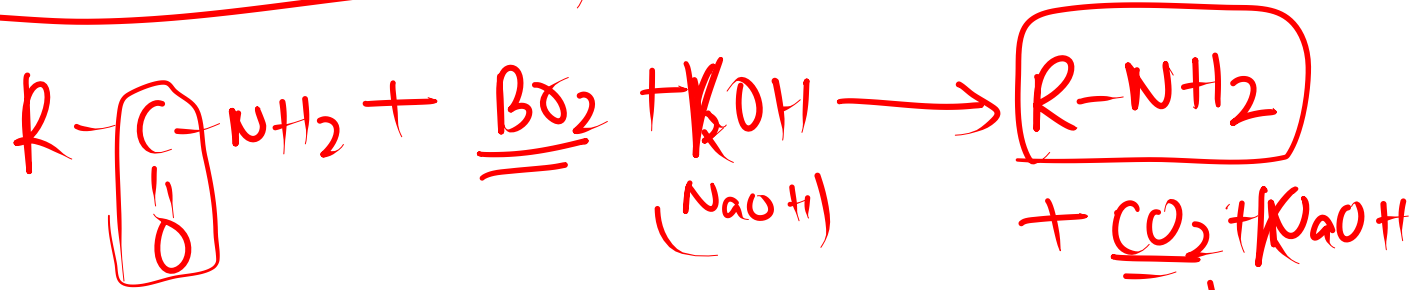 R-C-NH2 + Br2 + KOH → R-NH2
||
O
(NaOH)
+ CO2 + NaOH